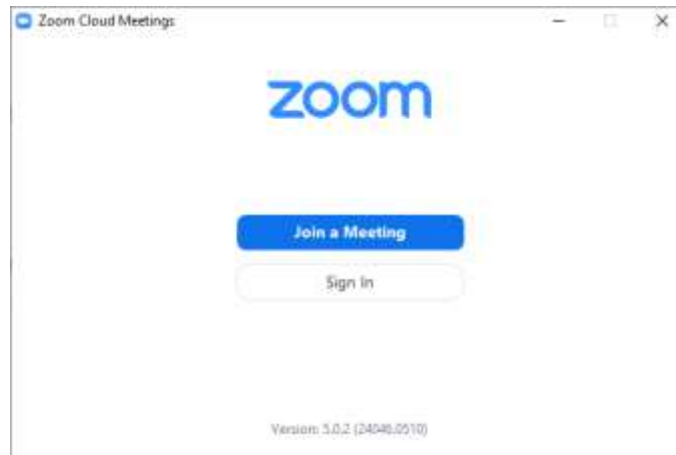 Zoom Cloud Meetings
zoom
Join a Meeting
Sign In
Version: 5.0.2 (24046.0510)